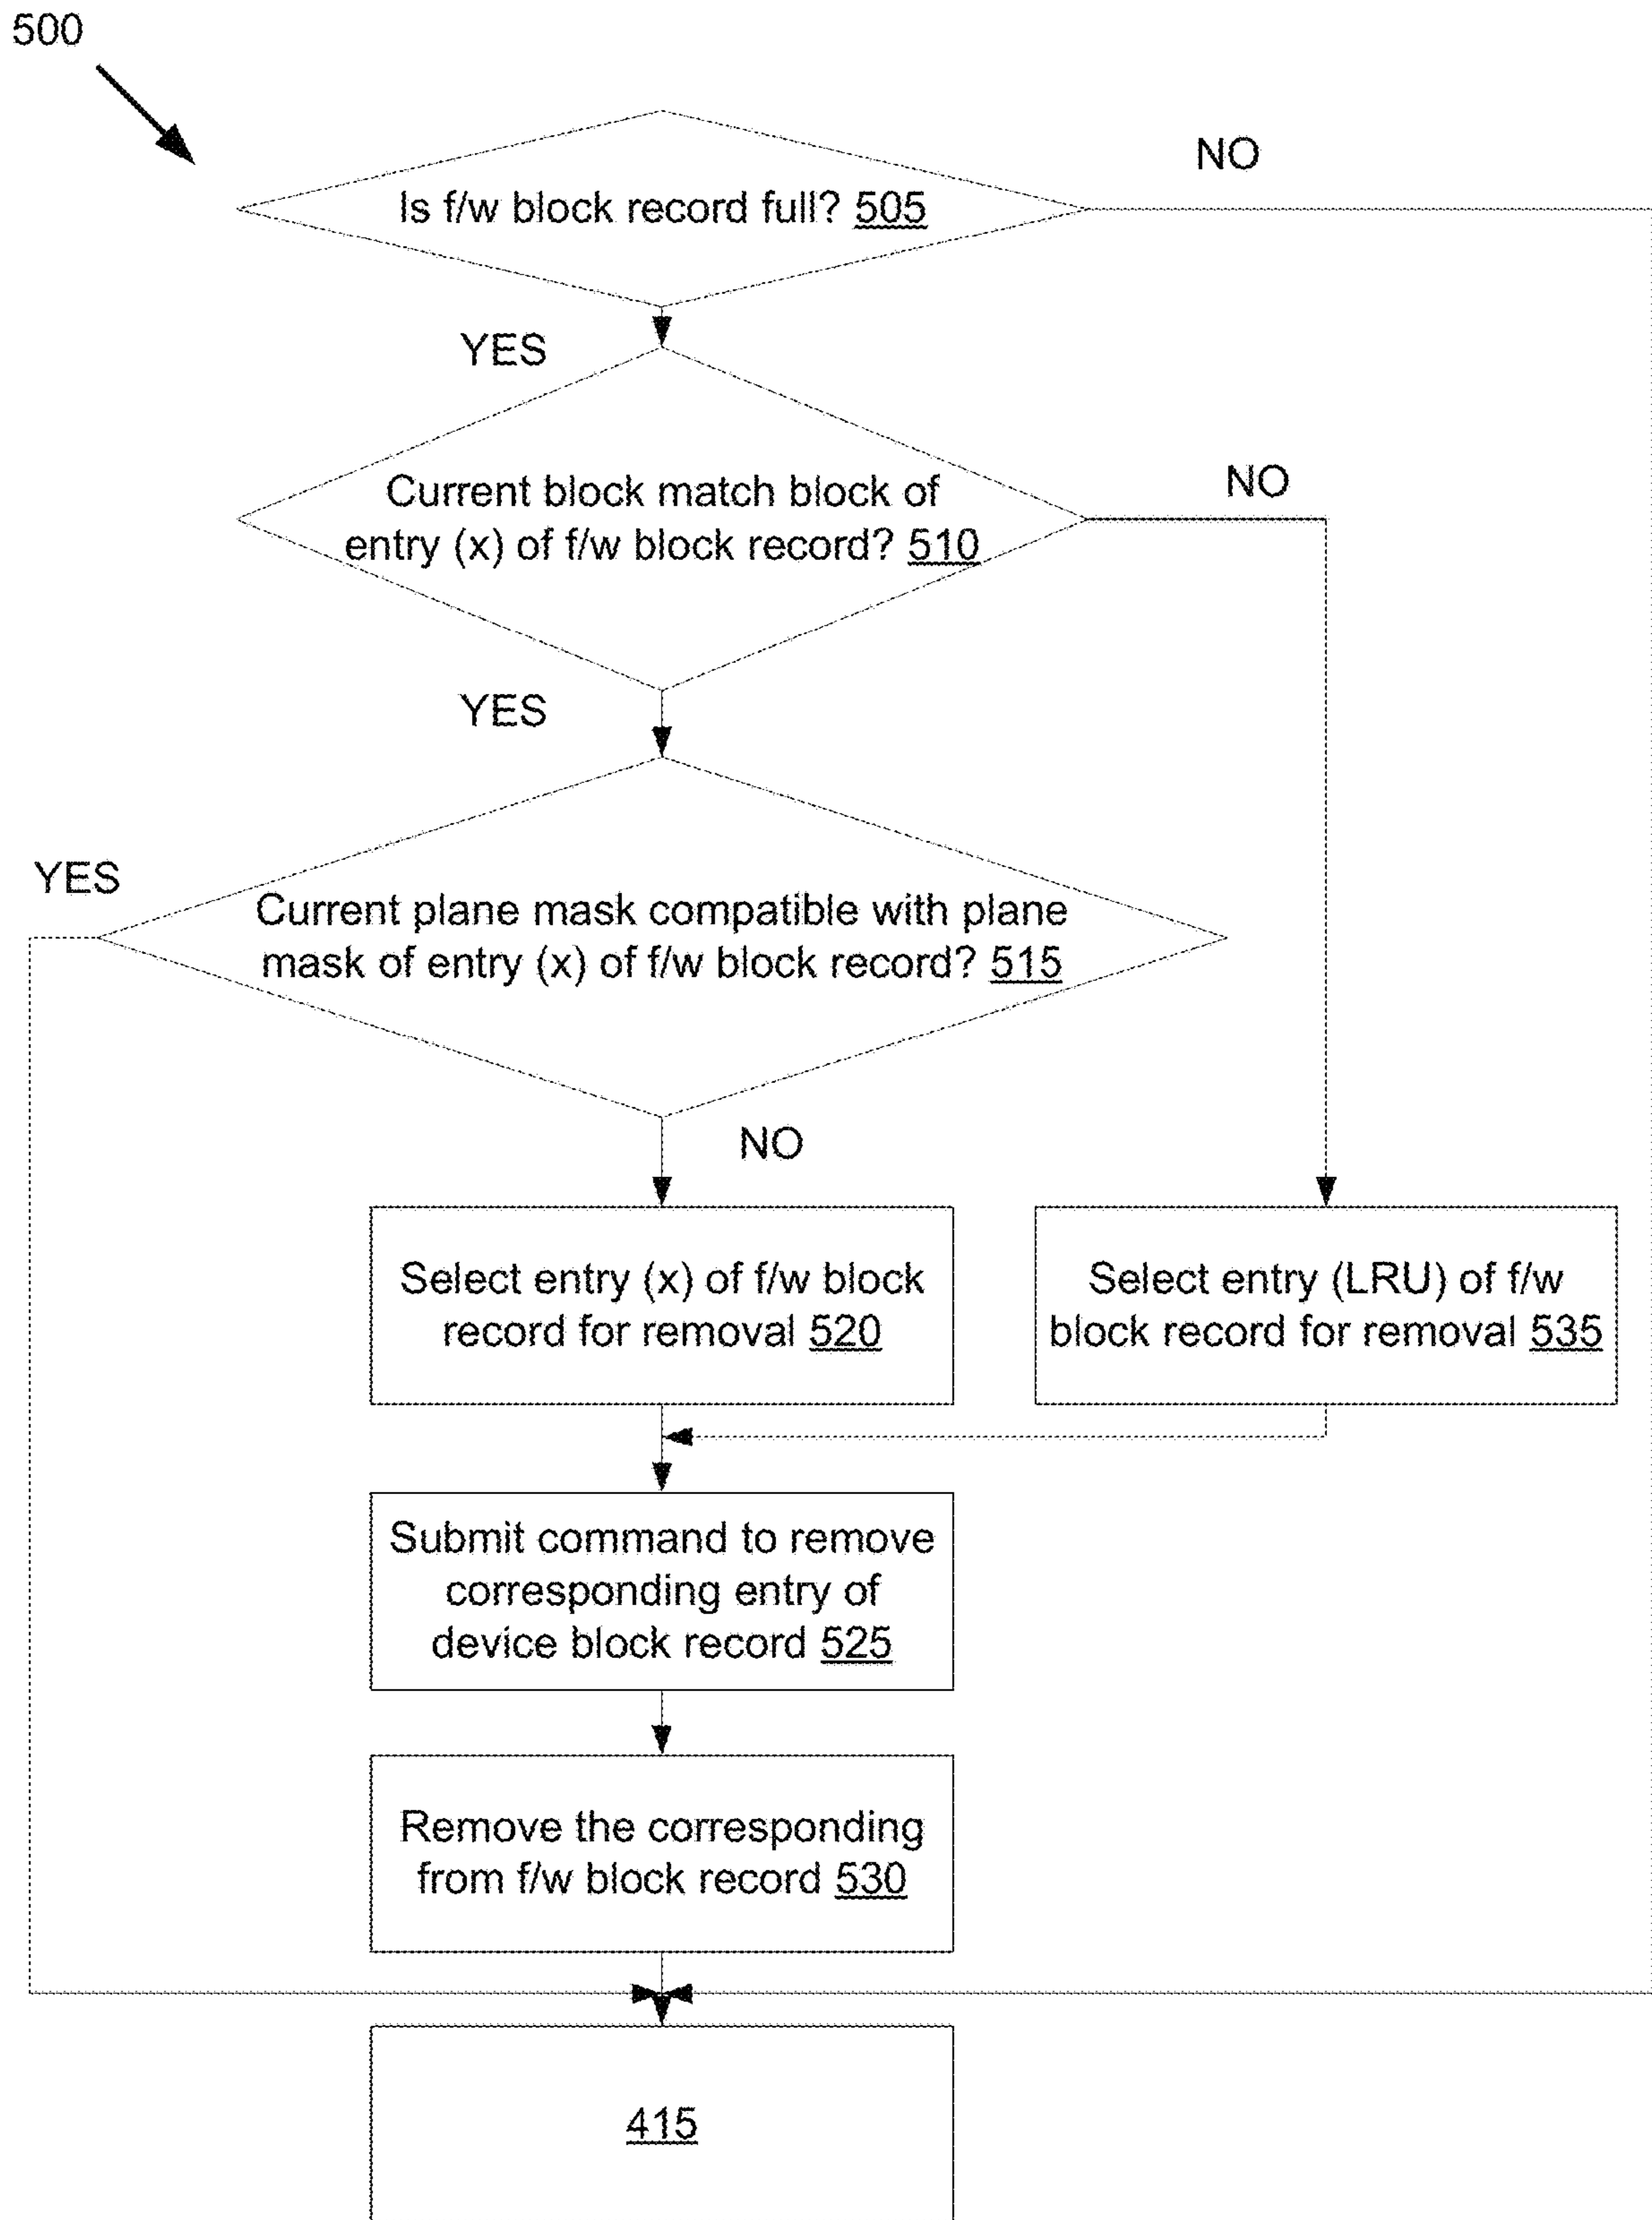 500
NO
Is f/w block record full? 505
YES
Current block match block of
entry (x) of f/w block record? 510
NO
YES
YES
Current plane mask compatible with plane
mask of entry (x) of f/w block record? 515
NO
Select entry (x) of f/w block
record for removal 520
Select entry (LRU) of f/w
block record for removal 535
Submit command to remove
corresponding entry of
device block record 525
Remove the corresponding
from f/w block record 530
415